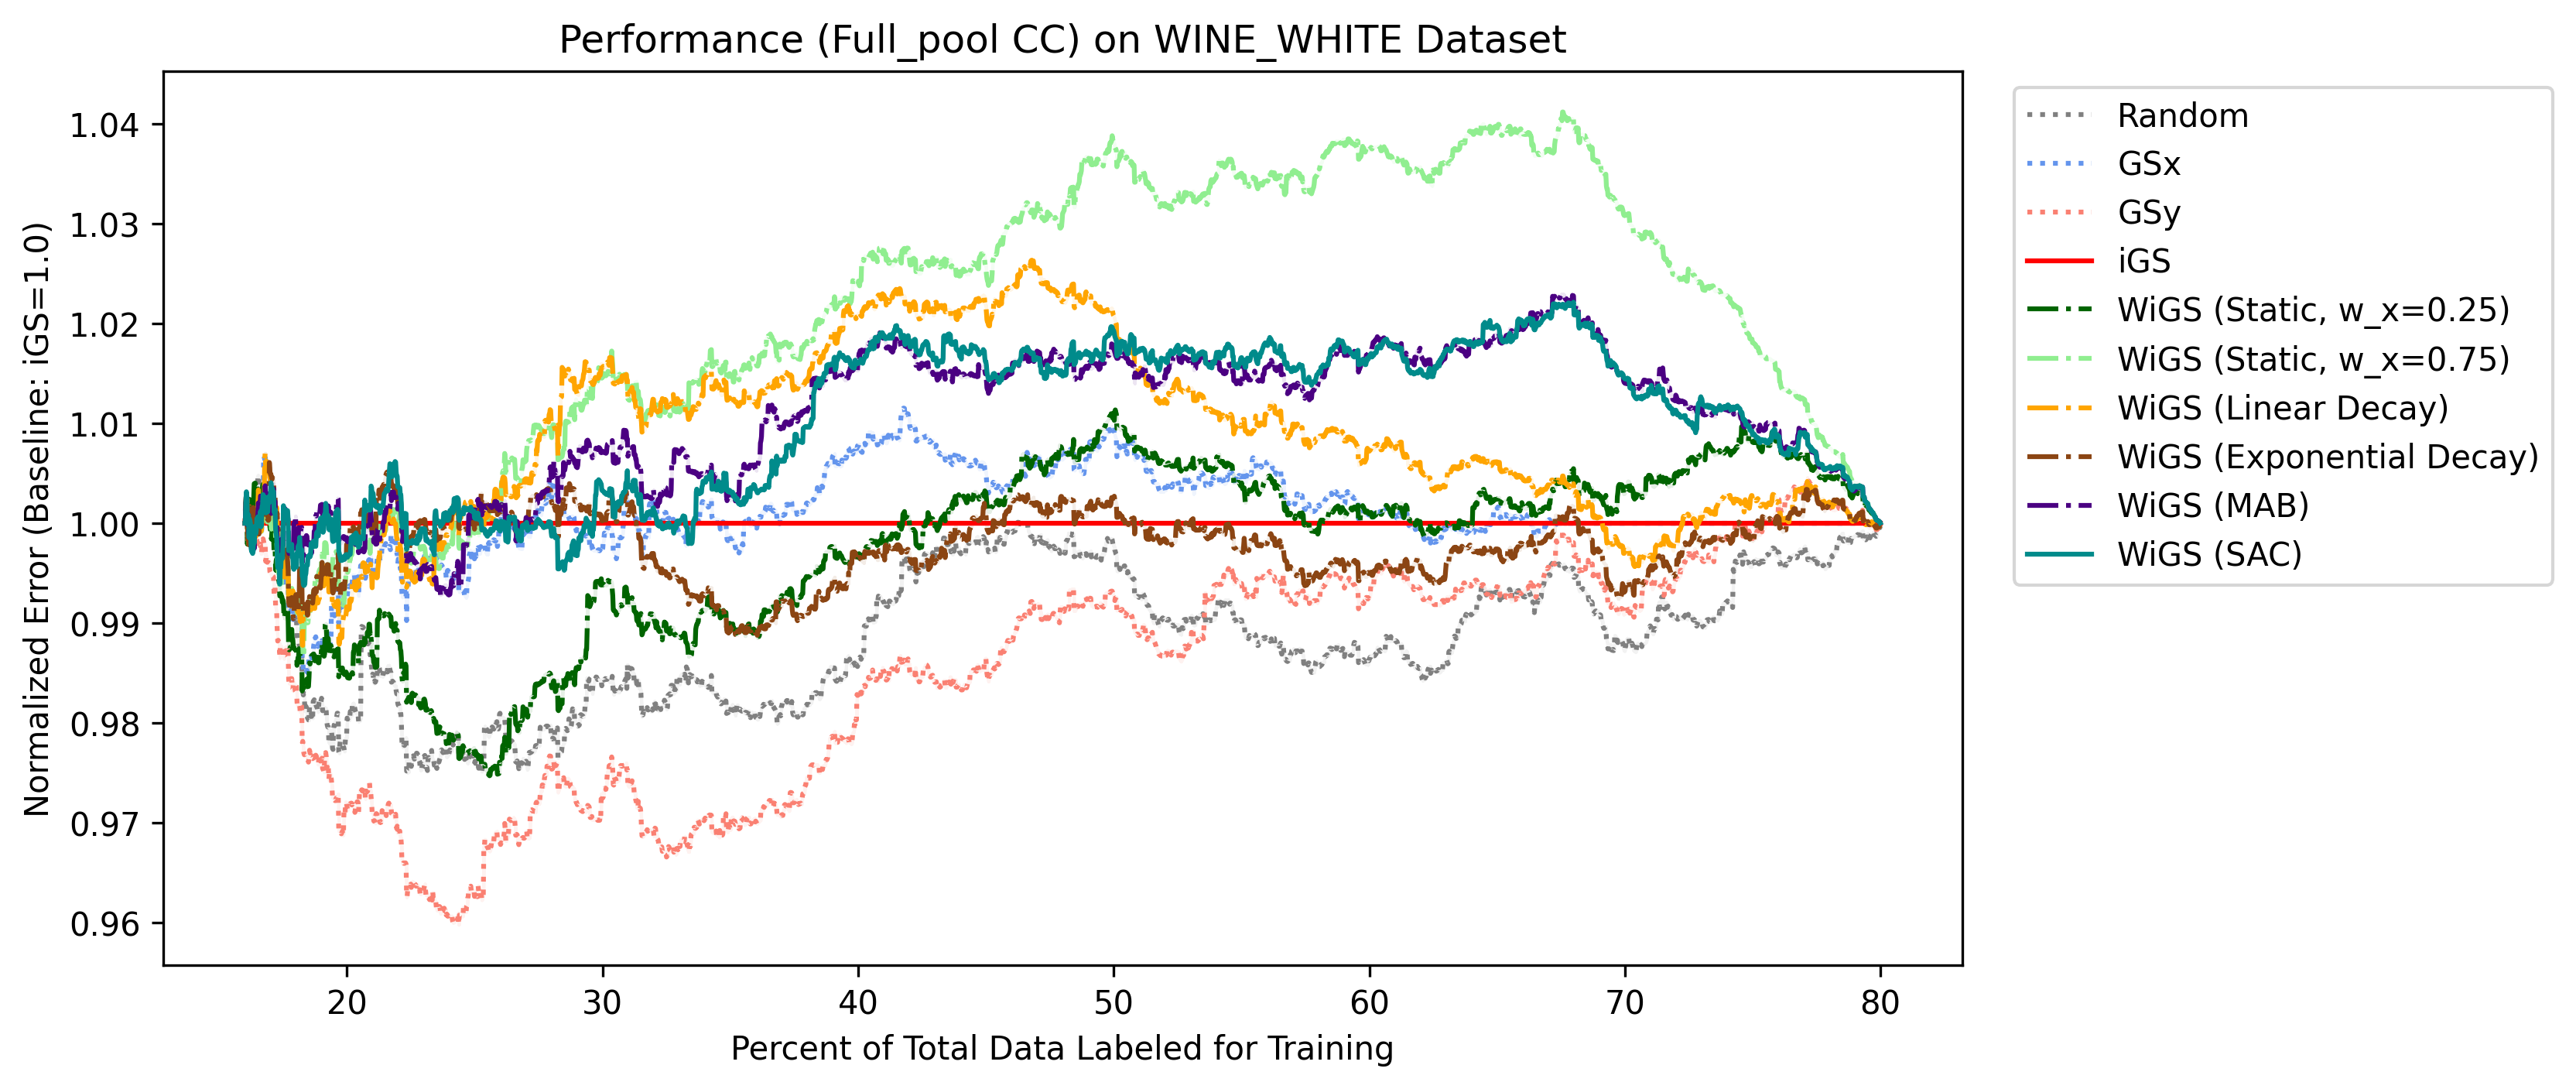 Performance (Full_pool CC) on WINE_WHITE Dataset
Normalized Error (Baseline: iGS=1.0)
1.04
1.03
1.02
1.01
1.00
0.99
0.98
0.97
0.96
20 30 40 50 60 70 80
Percent of Total Data Labeled for Training
Random
GSx
GSy
iGS
WiGS (Static, w_x=0.25)
WiGS (Static, w_x=0.75)
WiGS (Linear Decay)
WiGS (Exponential Decay)
WiGS (MAB)
WiGS (SAC)